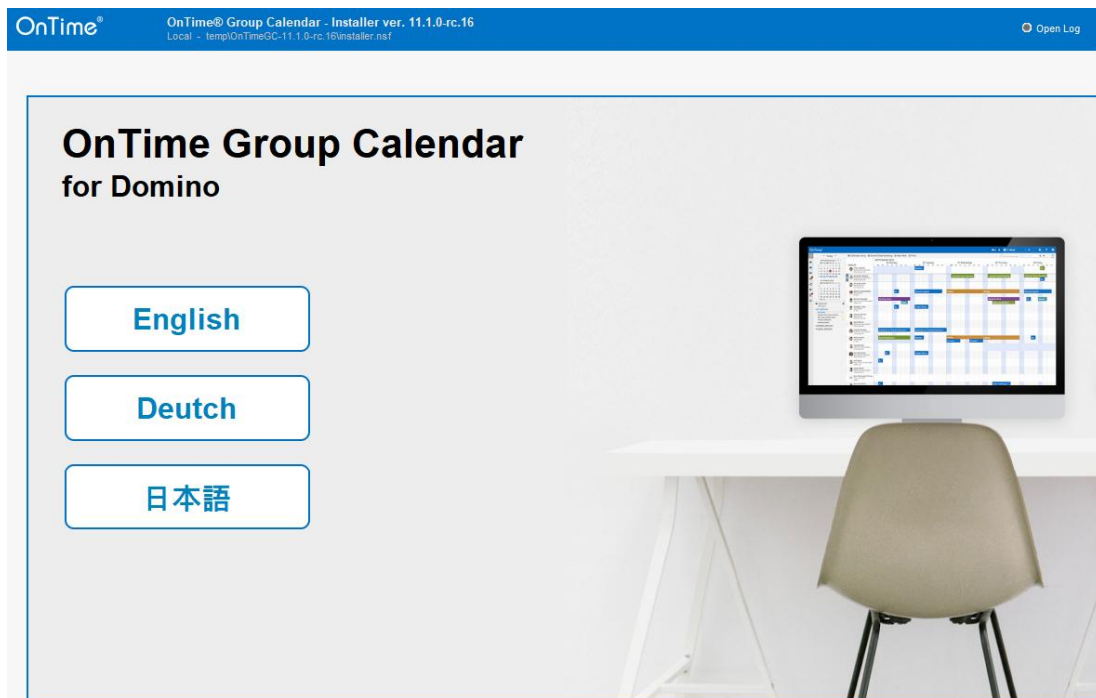 OnTime®
OnTime® Group Calendar - Installer ver. 11.1.0-rc.16
Local - temp\OnTimeGC-11.1.0-rc.16\installer.nsf
Open Log
OnTime Group Calendar
for Domino
English
Deutch
日本語